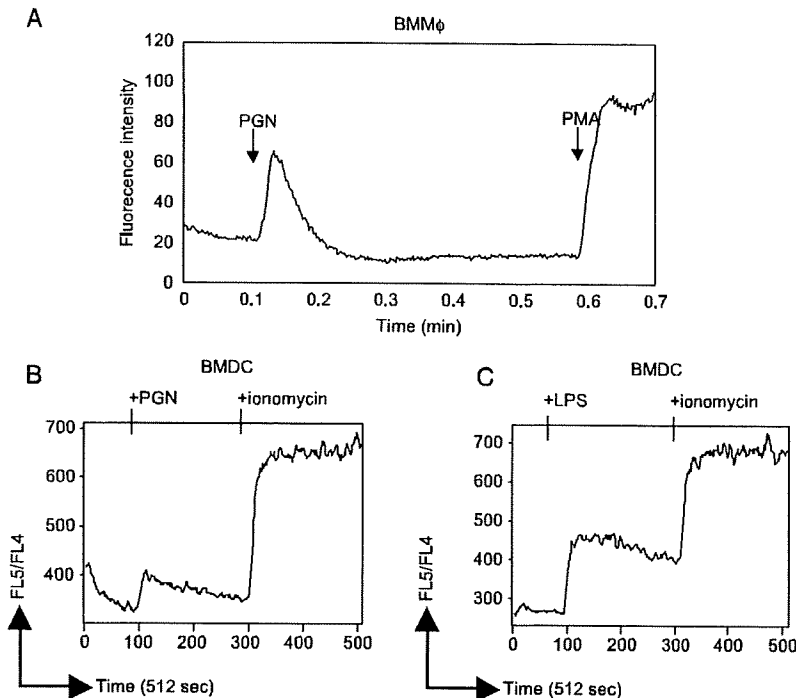 A
BMMϕ
120
100
80
60
40
20
0
Fluorecence intensity
PGN
PMA
0 0.1 0.2 0.3 0.4 0.5 0.6 0.7
Time (min)
B
BMDC
+PGN +ionomycin
700
600
500
400
FL5/FL4
0 100 200 300 400 500
Time (512 sec)
C
BMDC
+LPS +ionomycin
700
600
500
400
300
FL5/FL4
0 100 200 300 400 500
Time (512 sec)